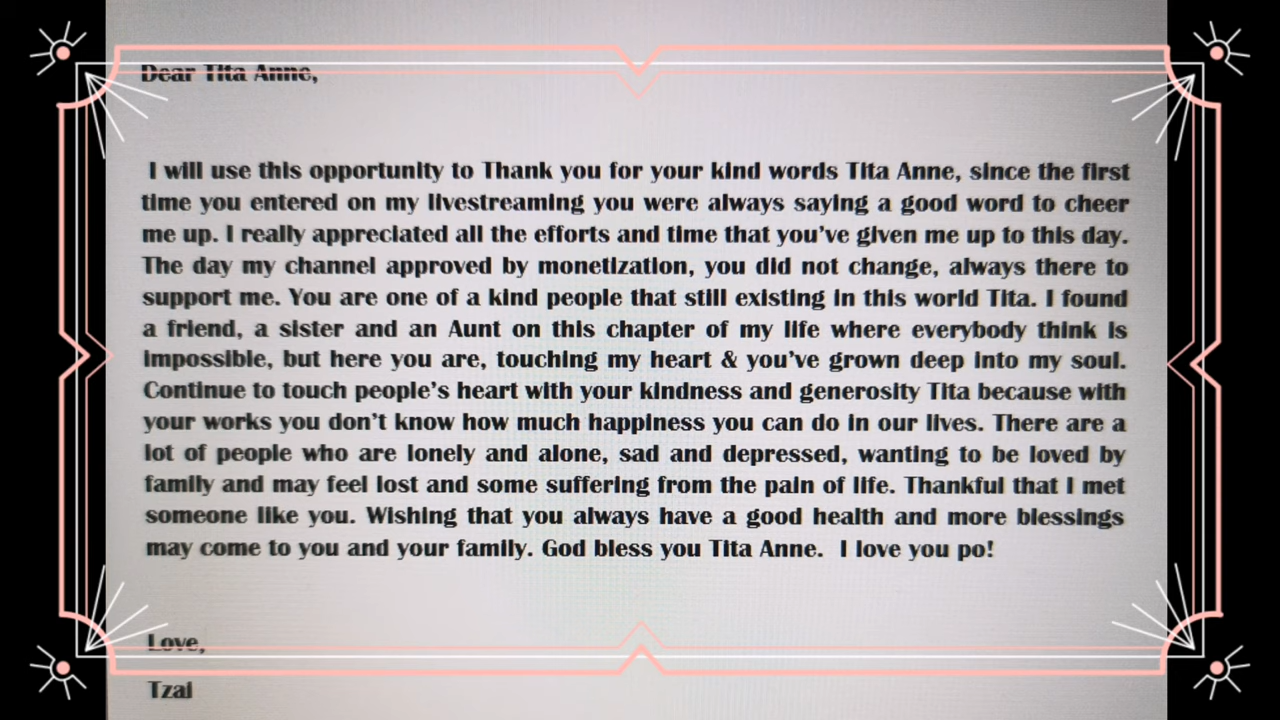 Dear Tita Anne,
I will use this opportunity to Thank you for your kind words Tita Anne, since the first
time you entered on my livestreaming you were always saying a good word to cheer
me up. I really appreciated all the efforts and time that you've given me up to this day.
The day my channel approved by monetization, you did not change, always there to
support me. You are one of a kind people that still existing in this world Tita. I found
a friend, a sister and an Aunt on this chapter of my life where everybody think is
impossible, but here you are, touching my heart & you've grown deep into my soul.
Continue to touch people's heart with your kindness and generosity Tita because with
your works you don't know how much happiness you can do in our lives. There are a
lot of people who are lonely and alone, sad and depressed, wanting to be loved by
family and may feel lost and some suffering from the pain of life. Thankful that I met
someone like you. Wishing that you always have a good health and more blessings
may come to you and your family. God bless you Tita Anne. I love you po!
Love,
Tzai